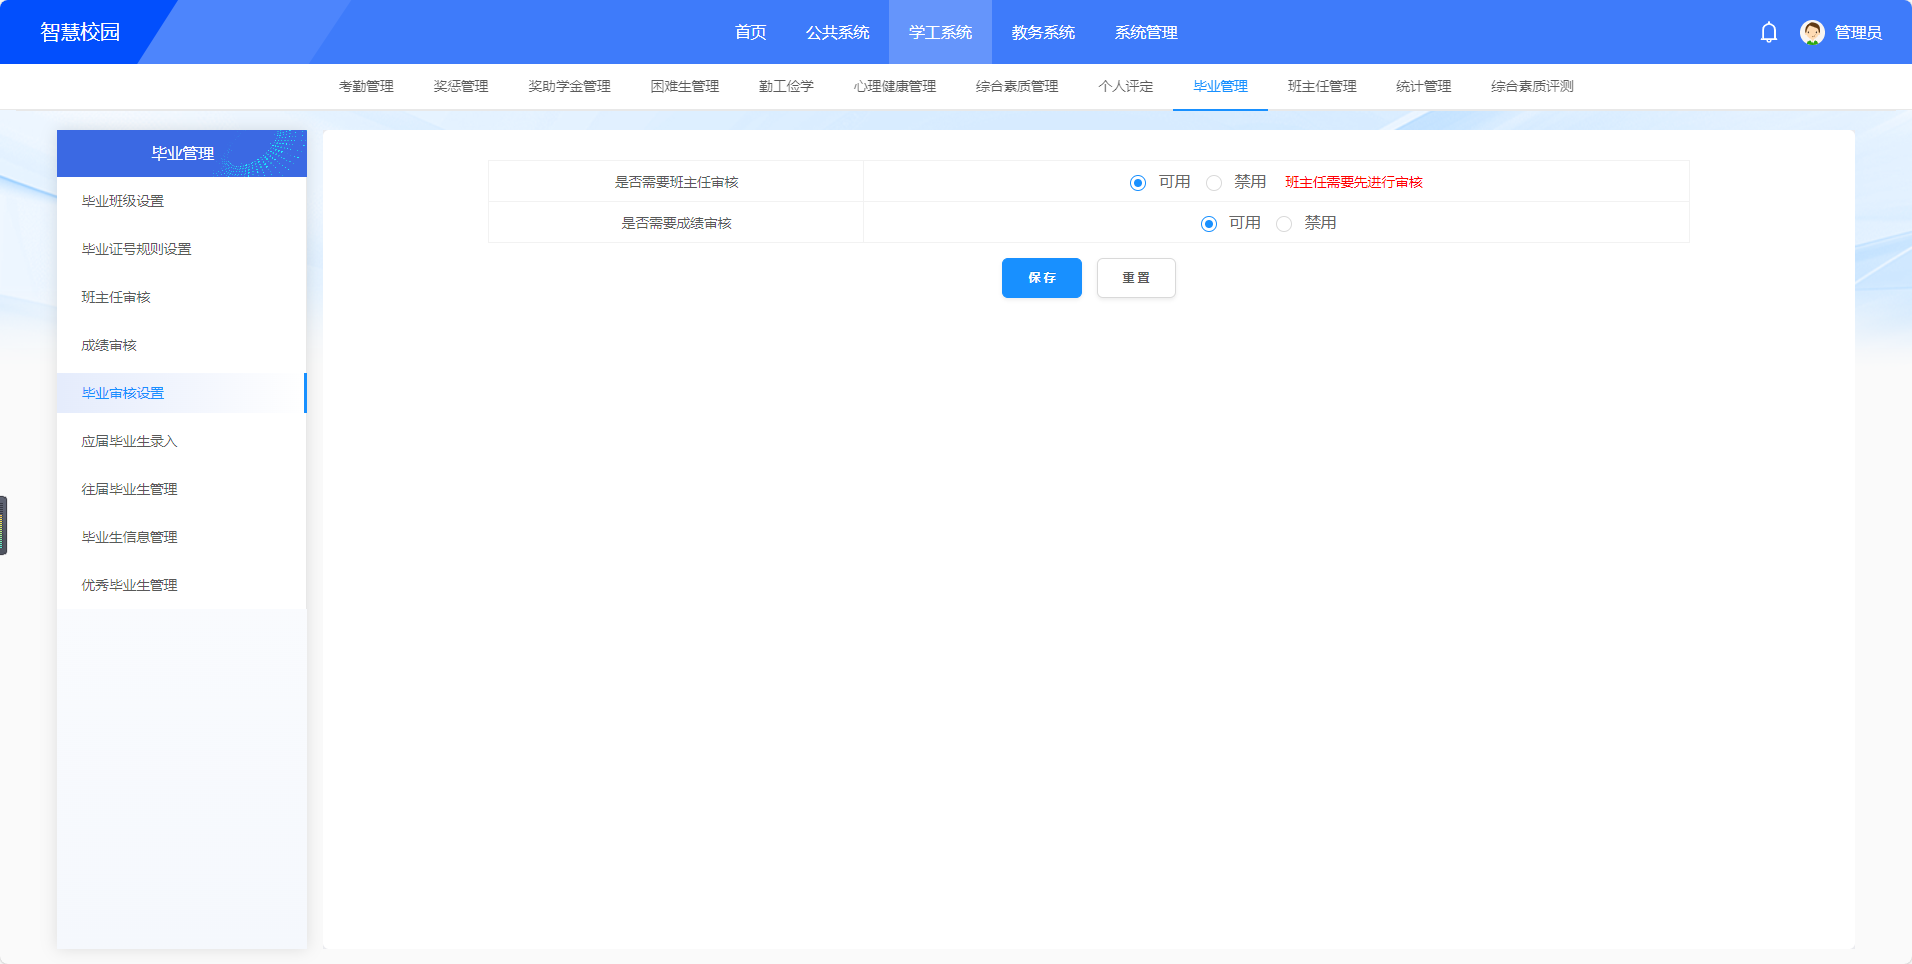 智慧校园
首页 公共系统 学工系统 教务系统 系统管理
管理员
考勤管理 奖惩管理 奖助学金管理 困难生管理 勤工俭学 心理健康管理 综合素质管理 个人评定 毕业管理 班主任管理 统计管理 综合素质评测
毕业管理
毕业班级设置
毕业证号规则设置
班主任审核
成绩审核
毕业审核设置
应届毕业生录入
往届毕业生管理
毕业生信息管理
优秀毕业生管理
是否需要班主任审核 可用 禁用 班主任需要先进行审核
是否需要成绩审核 可用 禁用
保存 重置